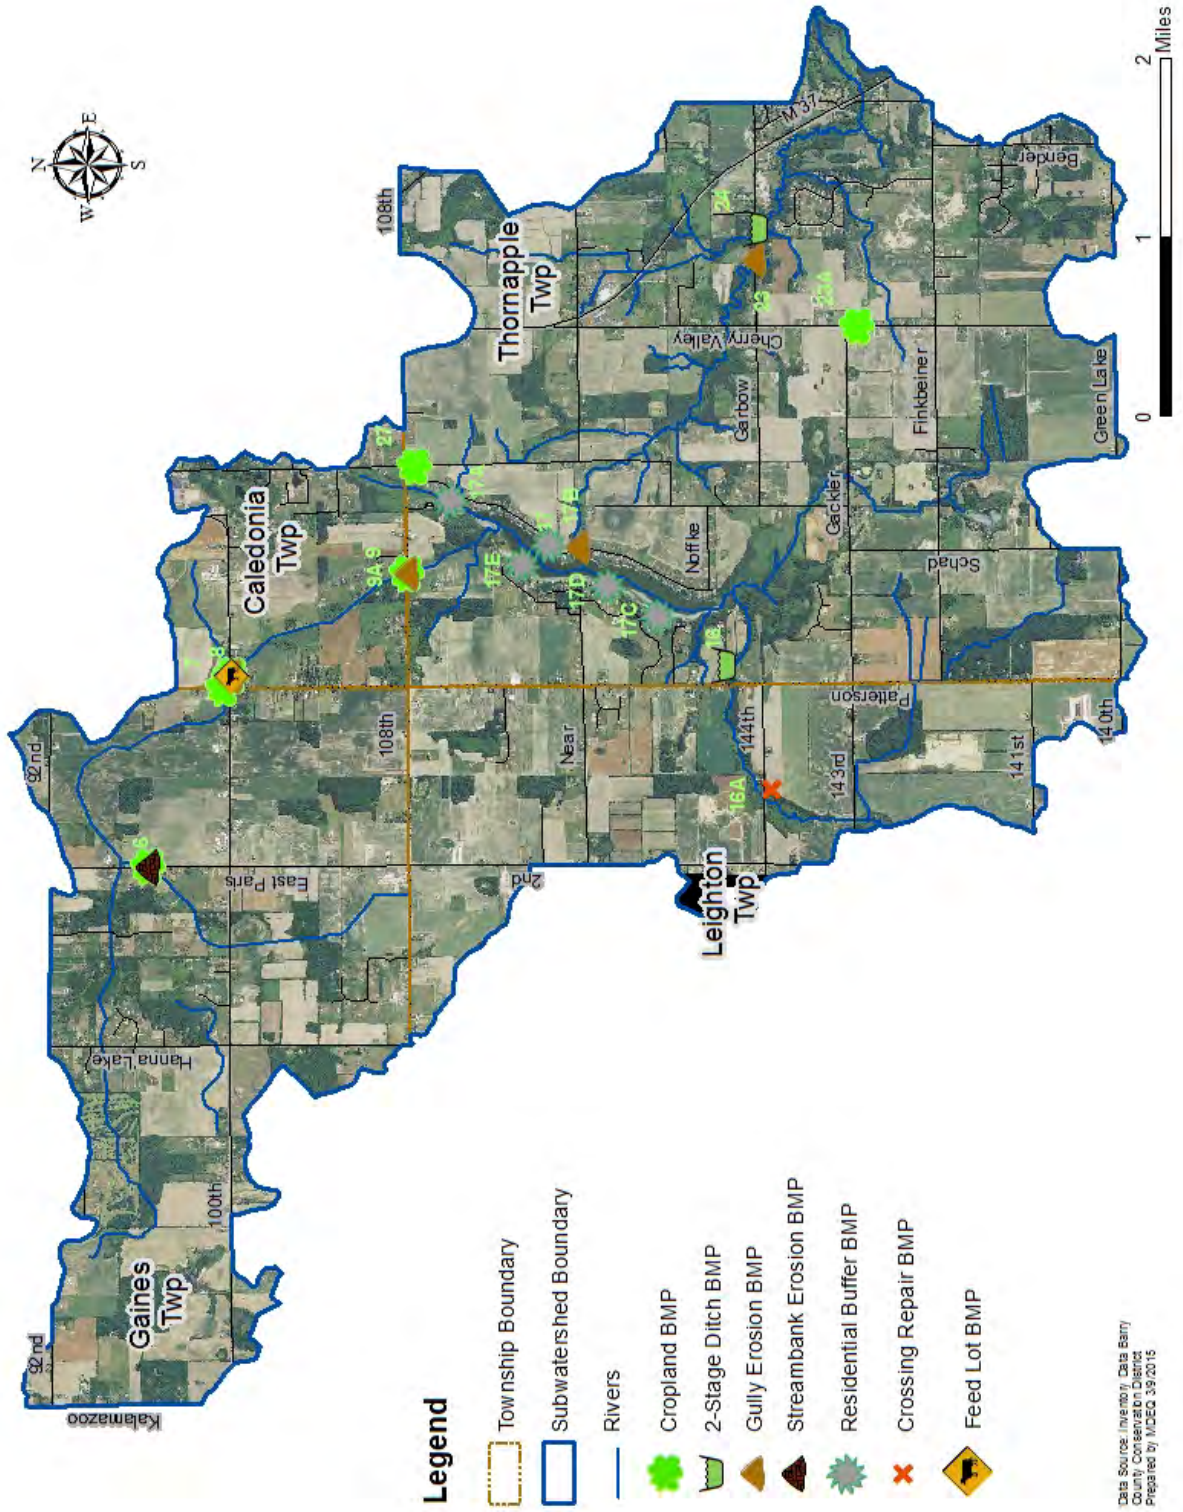 N
W
E
S
92nd
92nd
Kalamazoo
Gaines
Twp
Hanna Lake
100th
East Paris
6
7
8
Caledonia
Twp
108th
108th
9A-9
27
Thornapple
Twp
17A
17E
17
17B
17D
17C
Near
2nd
Noffke
Garbow
Cherry Valley
M 37
24
23
23A
16
16A
144th
Leighton
Twp
143rd
Patterson
Gackler
Schad
Finkbeiner
Bender
141st
140th
Green Lake
0
1
2
Miles
Legend
Township Boundary
Subwatershed Boundary
Rivers
Cropland BMP
2-Stage Ditch BMP
Gully Erosion BMP
Streambank Erosion BMP
Residential Buffer BMP
Crossing Repair BMP
Feed Lot BMP
Data Source: Inventory Data Barry
County Conservation District
Prepared by MDEQ 3/9/2015